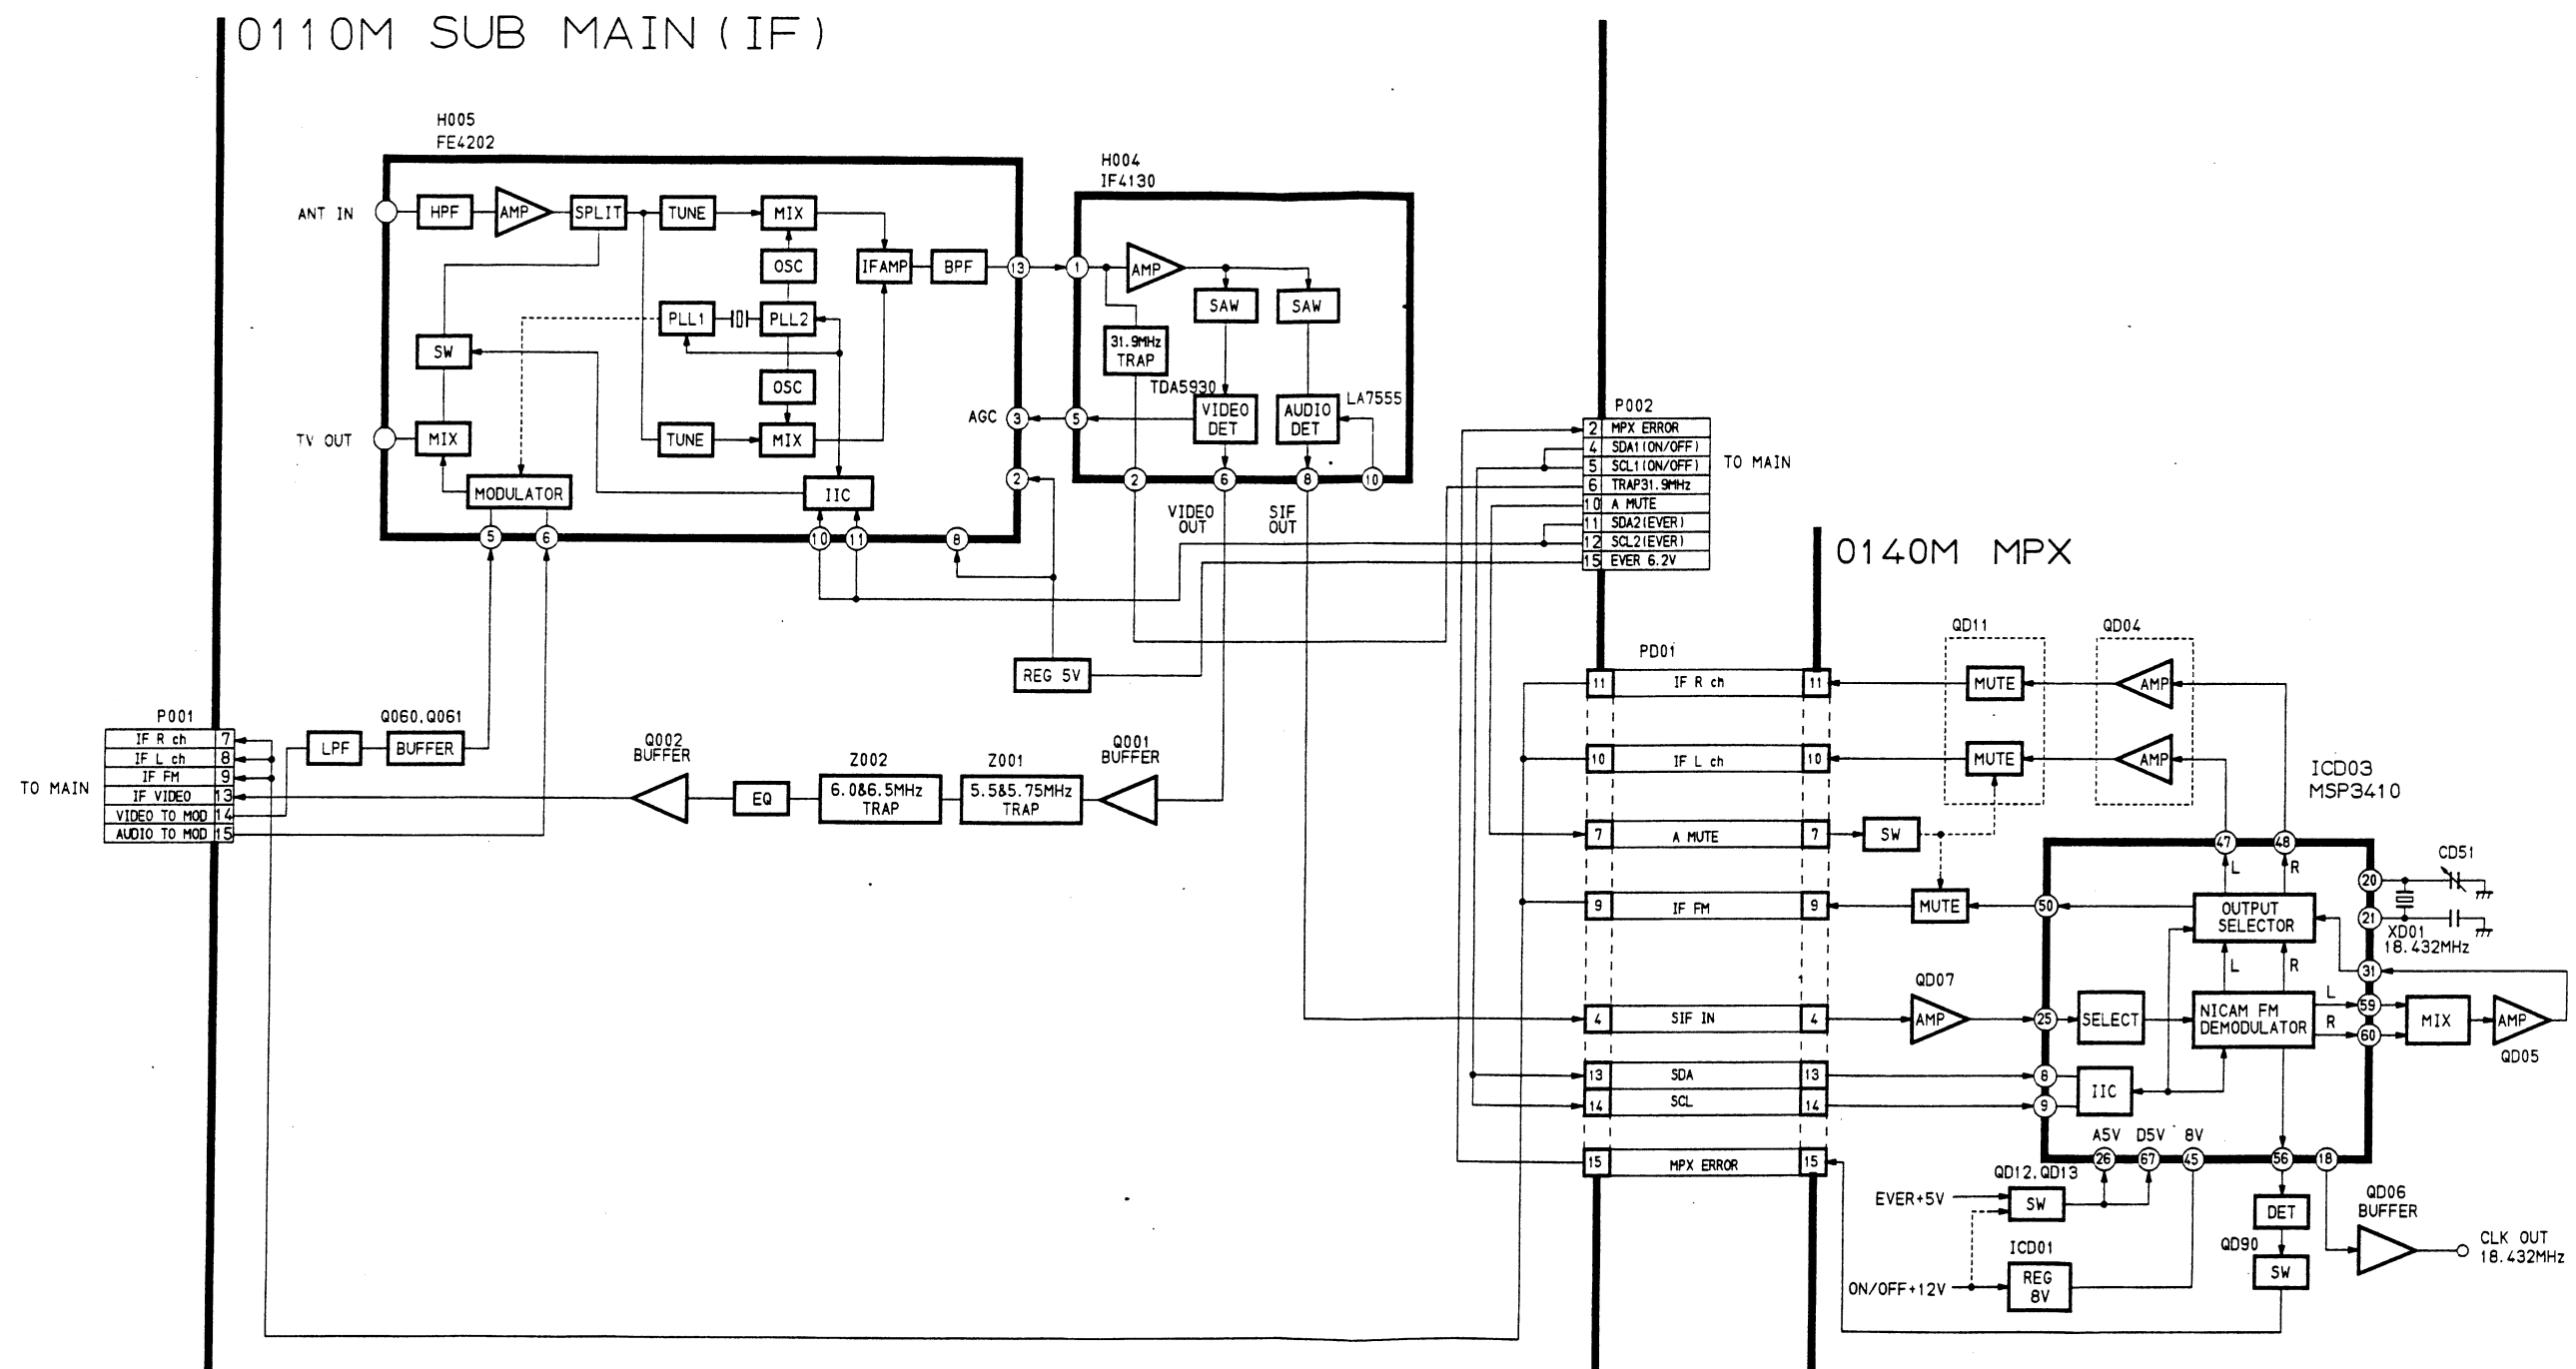 0110M SUB MAIN (IF)
H005
FE4202
ANT IN
HPF
AMP
SPLIT
TUNE
MIX
OSC
IFAMP
BPF
13
PLL1
PLL2
SW
OSC
AGC
3
TV OUT
MIX
TUNE
MIX
2
MODULATOR
IIC
5
6
10
11
8
H004
IF4130
1
AMP
SAW
SAW
31.9MHz
TRAP
TDA5930
LA7555
5
VIDEO
DET
AUDIO
DET
2
6
8
10
VIDEO
OUT
SIF
OUT
P002
2 MPX ERROR
4 SDA1(ON/OFF)
5 SCL1(ON/OFF)
6 TRAP31.9MHz
10 A MUTE
11 SDA2(EVER)
12 SCL2(EVER)
15 EVER 6.2V
TO MAIN
REG 5V
P001
IF R ch 7
IF L ch 8
IF FM 9
IF VIDEO 13
VIDEO TO MOD 14
AUDIO TO MOD 15
TO MAIN
LPF
Q060.Q061
BUFFER
Q002
BUFFER
EQ
Z002
6.0&6.5MHz
TRAP
Z001
5.5&5.75MHz
TRAP
Q001
BUFFER
0140M MPX
PD01
11 IF R ch 11
10 IF L ch 10
7 A MUTE 7
9 IF FM 9
4 SIF IN 4
13 SDA 13
14 SCL 14
15 MPX ERROR 15
QD11
QD04
MUTE
AMP
MUTE
AMP
SW
MUTE
ICD03
MSP3410
47
48
L
R
50
OUTPUT
SELECTOR
20
21
CD51
XD01
18.432MHz
L
R
31
QD07
AMP
25
SELECT
NICAM FM
DEMODULATOR
L
R
59
60
MIX
AMP
QD05
8
9
IIC
A5V
D5V
8V
26
67
45
56
18
QD12.QD13
EVER+5V
SW
ICD01
ON/OFF+12V
REG
8V
DET
QD90
SW
QD06
BUFFER
CLK OUT
18.432MHz